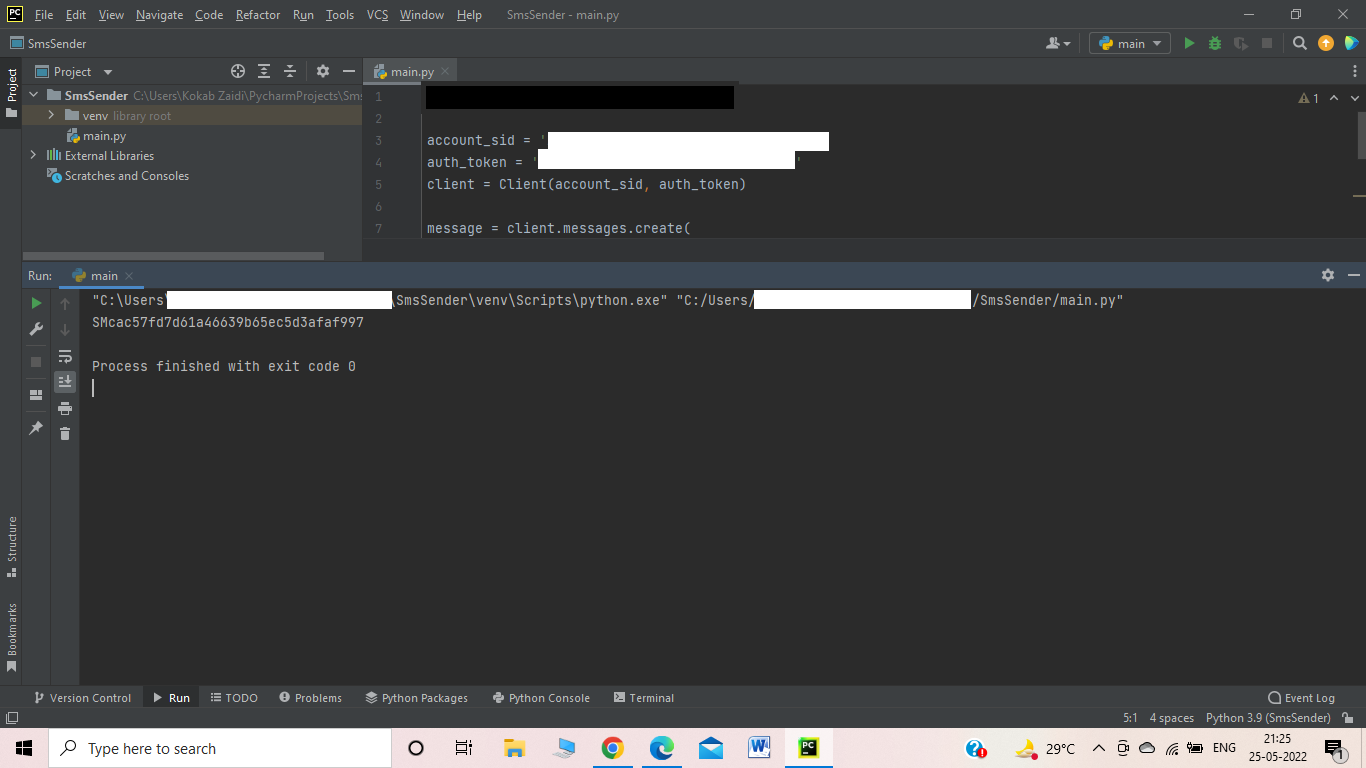 PC File Edit View Navigate Code Refactor Run Tools VCS Window Help SmsSender - main.py
SmsSender main
Project main.py
Project
SmsSender C:\Users\Kokab Zaidi\PycharmProjects\Sms
venv library root
main.py
External Libraries
Scratches and Consoles
1
2
3 account_sid = '
4 auth_token = ' '
5 client = Client(account_sid, auth_token)
6
7 message = client.messages.create(
1
Run: main
"C:\Users\ \SmsSender\venv\Scripts\python.exe" "C:/Users/ /SmsSender/main.py"
SMcac57fd7d61a46639b65ec5d3afaf997
Process finished with exit code 0
Structure
Bookmarks
Version Control Run TODO Problems Python Packages Python Console Terminal Event Log
5:1 4 spaces Python 3.9 (SmsSender)
Type here to search W PC 29°C ENG 21:25
25-05-2022 1